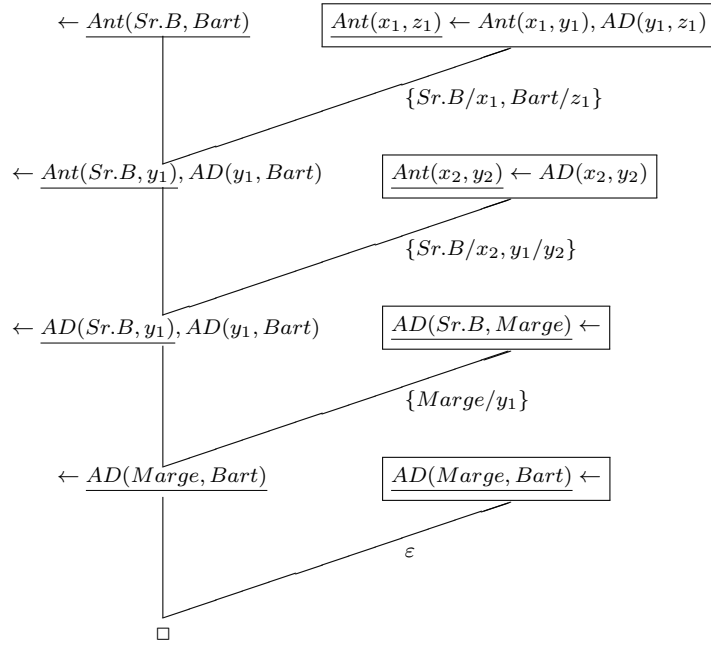 ← Ant(Sr.B, Bart)    Ant(x₁, z₁) ← Ant(x₁, y₁), AD(y₁, z₁)
{Sr.B/x₁, Bart/z₁}
← Ant(Sr.B, y₁), AD(y₁, Bart)    Ant(x₂, y₂) ← AD(x₂, y₂)
{Sr.B/x₂, y₁/y₂}
← AD(Sr.B, y₁), AD(y₁, Bart)    AD(Sr.B, Marge) ←
{Marge/y₁}
← AD(Marge, Bart)    AD(Marge, Bart) ←
ε
□